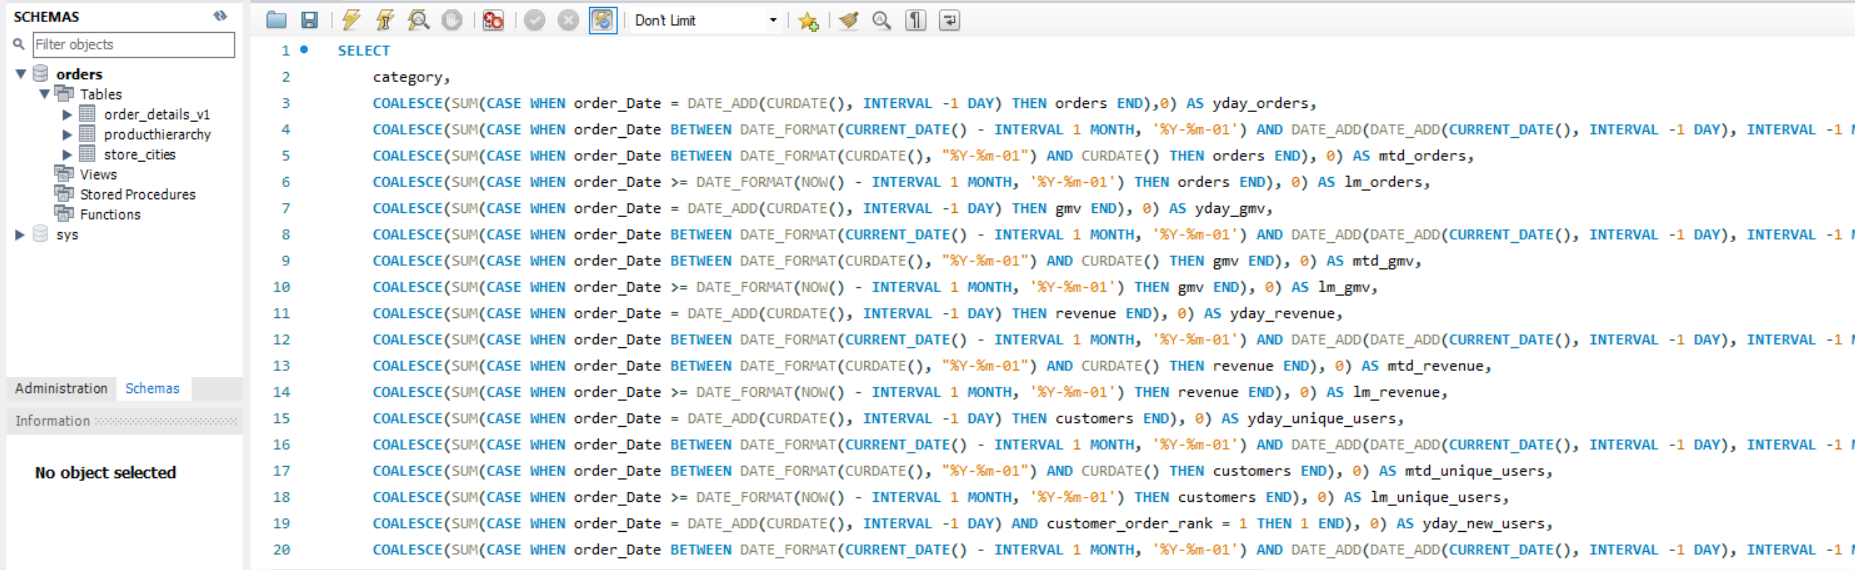 SCHEMAS
Filter objects
orders
Tables
order_details_v1
producthierarchy
store_cities
Views
Stored Procedures
Functions
sys
Administration Schemas
Information
No object selected
Don't Limit
1 SELECT
2 category,
3 COALESCE(SUM(CASE WHEN order_Date = DATE_ADD(CURDATE(), INTERVAL -1 DAY) THEN orders END),0) AS yday_orders,
4 COALESCE(SUM(CASE WHEN order_Date BETWEEN DATE_FORMAT(CURRENT_DATE() - INTERVAL 1 MONTH, '%Y-%m-01') AND DATE_ADD(DATE_ADD(CURRENT_DATE(), INTERVAL -1 DAY), INTERVAL -1
5 COALESCE(SUM(CASE WHEN order_Date BETWEEN DATE_FORMAT(CURDATE(), "%Y-%m-01") AND CURDATE() THEN orders END), 0) AS mtd_orders,
6 COALESCE(SUM(CASE WHEN order_Date >= DATE_FORMAT(NOW() - INTERVAL 1 MONTH, '%Y-%m-01') THEN orders END), 0) AS lm_orders,
7 COALESCE(SUM(CASE WHEN order_Date = DATE_ADD(CURDATE(), INTERVAL -1 DAY) THEN gmv END), 0) AS yday_gmv,
8 COALESCE(SUM(CASE WHEN order_Date BETWEEN DATE_FORMAT(CURRENT_DATE() - INTERVAL 1 MONTH, '%Y-%m-01') AND DATE_ADD(DATE_ADD(CURRENT_DATE(), INTERVAL -1 DAY), INTERVAL -1
9 COALESCE(SUM(CASE WHEN order_Date BETWEEN DATE_FORMAT(CURDATE(), "%Y-%m-01") AND CURDATE() THEN gmv END), 0) AS mtd_gmv,
10 COALESCE(SUM(CASE WHEN order_Date >= DATE_FORMAT(NOW() - INTERVAL 1 MONTH, '%Y-%m-01') THEN gmv END), 0) AS lm_gmv,
11 COALESCE(SUM(CASE WHEN order_Date = DATE_ADD(CURDATE(), INTERVAL -1 DAY) THEN revenue END), 0) AS yday_revenue,
12 COALESCE(SUM(CASE WHEN order_Date BETWEEN DATE_FORMAT(CURRENT_DATE() - INTERVAL 1 MONTH, '%Y-%m-01') AND DATE_ADD(DATE_ADD(CURRENT_DATE(), INTERVAL -1 DAY), INTERVAL -1
13 COALESCE(SUM(CASE WHEN order_Date BETWEEN DATE_FORMAT(CURDATE(), "%Y-%m-01") AND CURDATE() THEN revenue END), 0) AS mtd_revenue,
14 COALESCE(SUM(CASE WHEN order_Date >= DATE_FORMAT(NOW() - INTERVAL 1 MONTH, '%Y-%m-01') THEN revenue END), 0) AS lm_revenue,
15 COALESCE(SUM(CASE WHEN order_Date = DATE_ADD(CURDATE(), INTERVAL -1 DAY) THEN customers END), 0) AS yday_unique_users,
16 COALESCE(SUM(CASE WHEN order_Date BETWEEN DATE_FORMAT(CURRENT_DATE() - INTERVAL 1 MONTH, '%Y-%m-01') AND DATE_ADD(DATE_ADD(CURRENT_DATE(), INTERVAL -1 DAY), INTERVAL -1
17 COALESCE(SUM(CASE WHEN order_Date BETWEEN DATE_FORMAT(CURDATE(), "%Y-%m-01") AND CURDATE() THEN customers END), 0) AS mtd_unique_users,
18 COALESCE(SUM(CASE WHEN order_Date >= DATE_FORMAT(NOW() - INTERVAL 1 MONTH, '%Y-%m-01') THEN customers END), 0) AS lm_unique_users,
19 COALESCE(SUM(CASE WHEN order_Date = DATE_ADD(CURDATE(), INTERVAL -1 DAY) AND customer_order_rank = 1 THEN 1 END), 0) AS yday_new_users,
20 COALESCE(SUM(CASE WHEN order_Date BETWEEN DATE_FORMAT(CURRENT_DATE() - INTERVAL 1 MONTH, '%Y-%m-01') AND DATE_ADD(DATE_ADD(CURRENT_DATE(), INTERVAL -1 DAY), INTERVAL -1